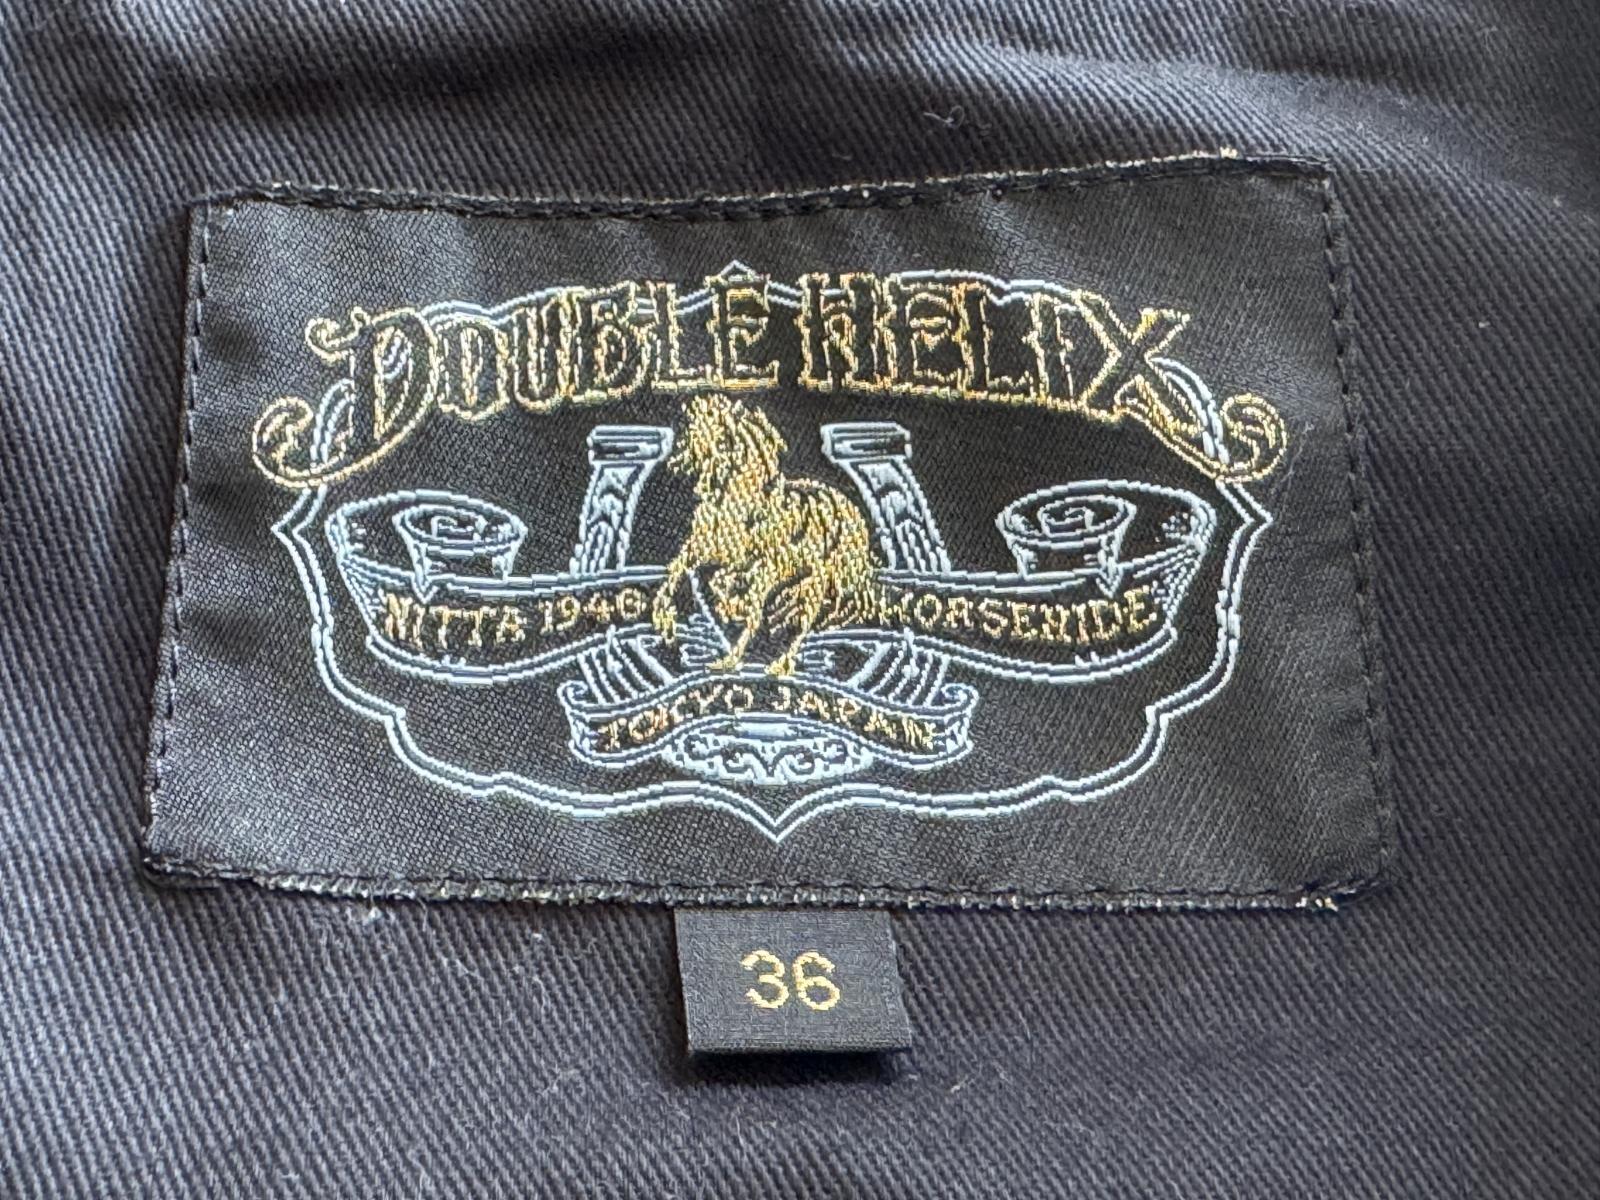 DOUBLE HELIX
NITTA 1946 HORSEHIDE
TOKYO JAPAN
36